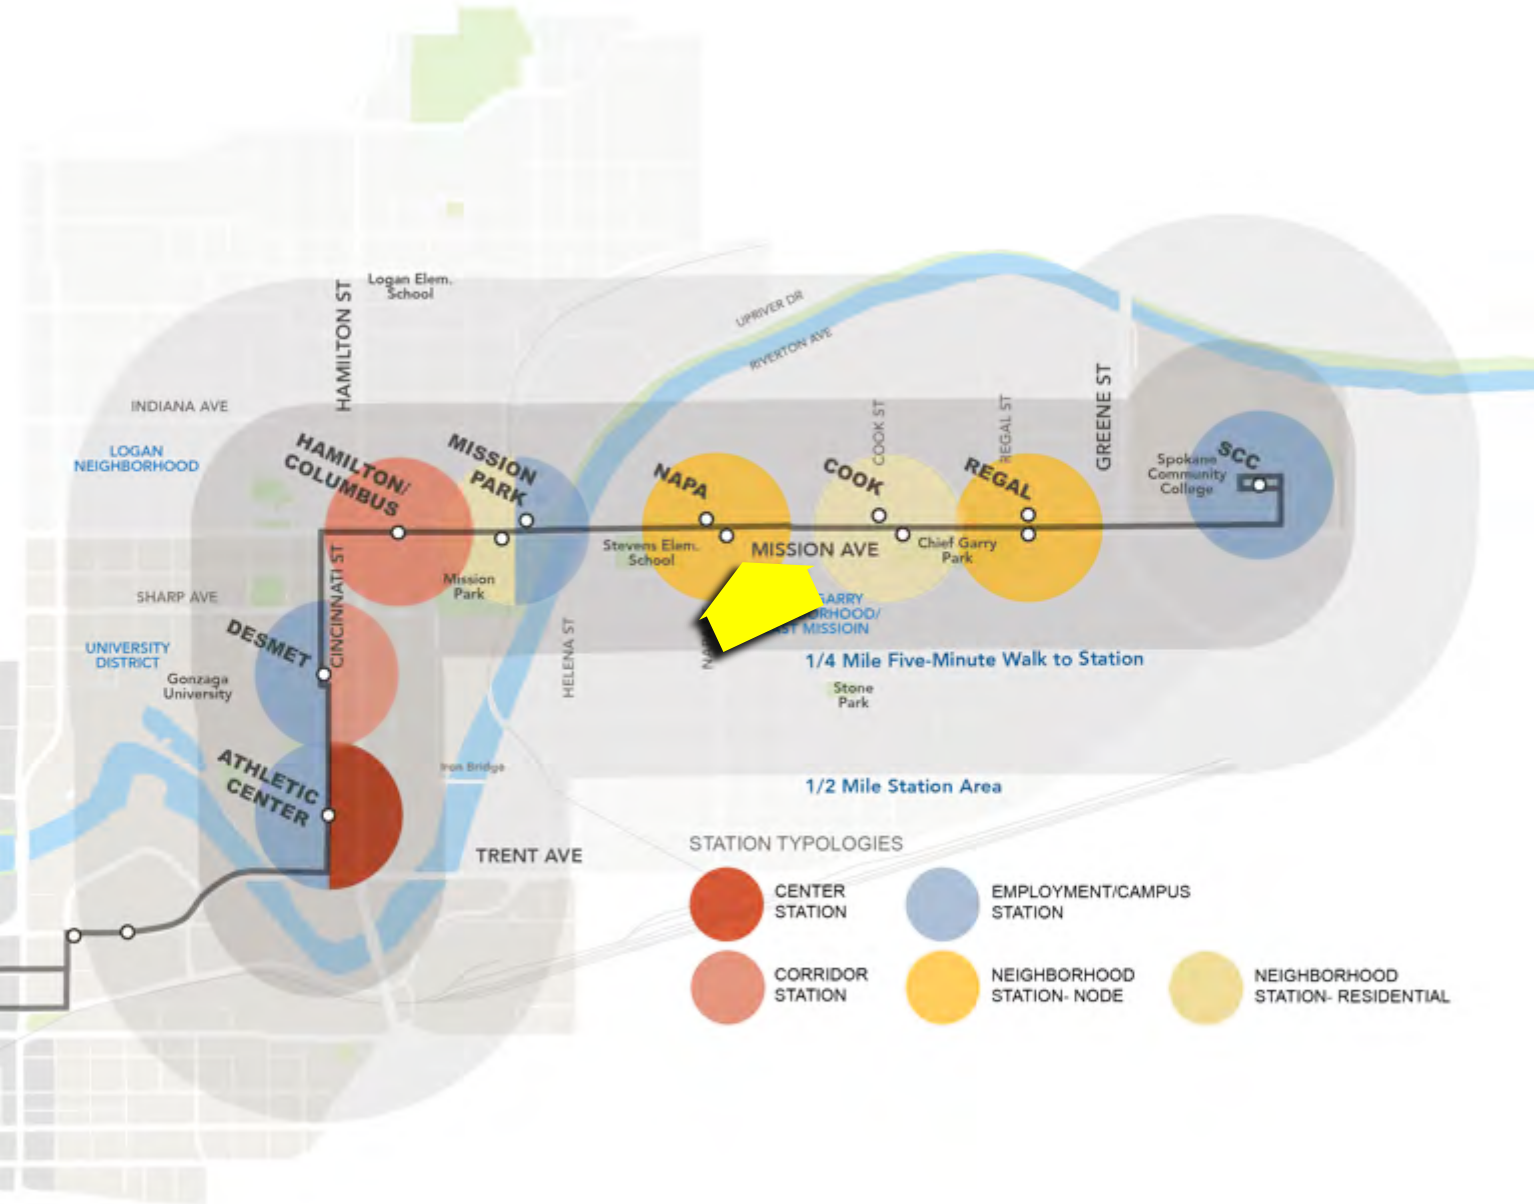 Logan Elem.
School
HAMILTON ST
UPRIVER DR
RIVERTON AVE
INDIANA AVE
LOGAN
NEIGHBORHOOD
HAMILTON/
COLUMBUS
MISSION
PARK
NAPA
COOK
COOK ST
REGAL
REGAL ST
GREENE ST
SCC
Spokane
Community
College
Stevens Elem.
School
MISSION AVE
Chief Garry
Park
Mission
Park
SHARP AVE
CINCINNATI ST
DESMET
UNIVERSITY
DISTRICT
Gonzaga
University
HELENA ST
GARRY
MISSIOIN
1/4 Mile Five-Minute Walk to Station
Stone
Park
ATHLETIC
CENTER
Iron Bridge
1/2 Mile Station Area
TRENT AVE
STATION TYPOLOGIES
CENTER
STATION
EMPLOYMENT/CAMPUS
STATION
CORRIDOR
STATION
NEIGHBORHOOD
STATION- NODE
NEIGHBORHOOD
STATION- RESIDENTIAL